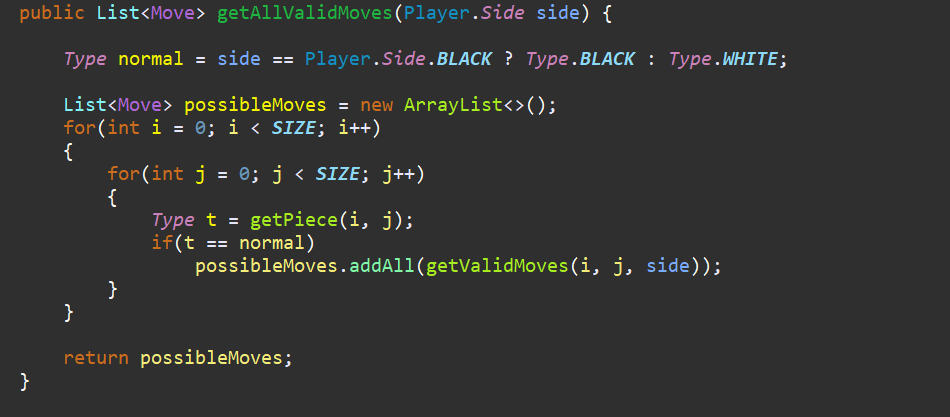 public List<Move> getAllValidMoves(Player.Side side) {
Type normal = side == Player.Side.BLACK ? Type.BLACK : Type.WHITE;
List<Move> possibleMoves = new ArrayList<>();
for(int i = 0; i < SIZE; i++)
{
for(int j = 0; j < SIZE; j++)
{
Type t = getPiece(i, j);
if(t == normal)
possibleMoves.addAll(getValidMoves(i, j, side));
}
}
return possibleMoves;
}